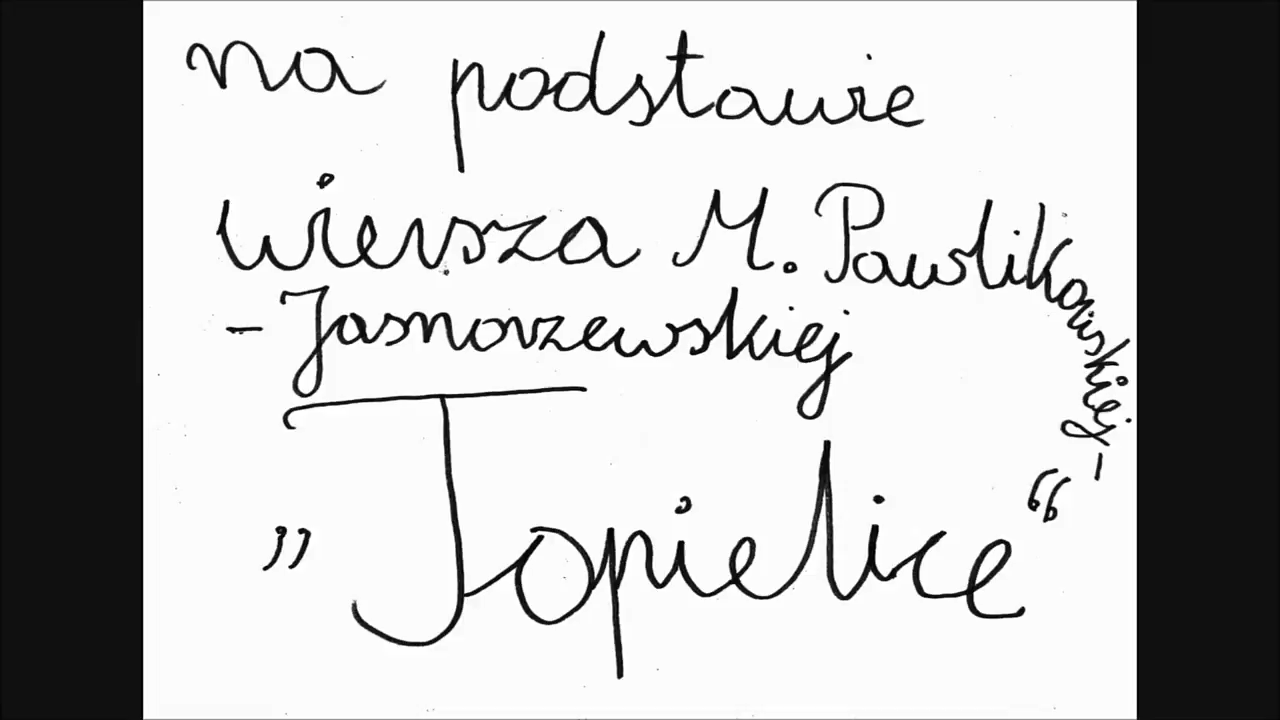 na podstawie
wiersza M. Pawlikowskiej-
- Jasnorzewskiej
„Topielice“